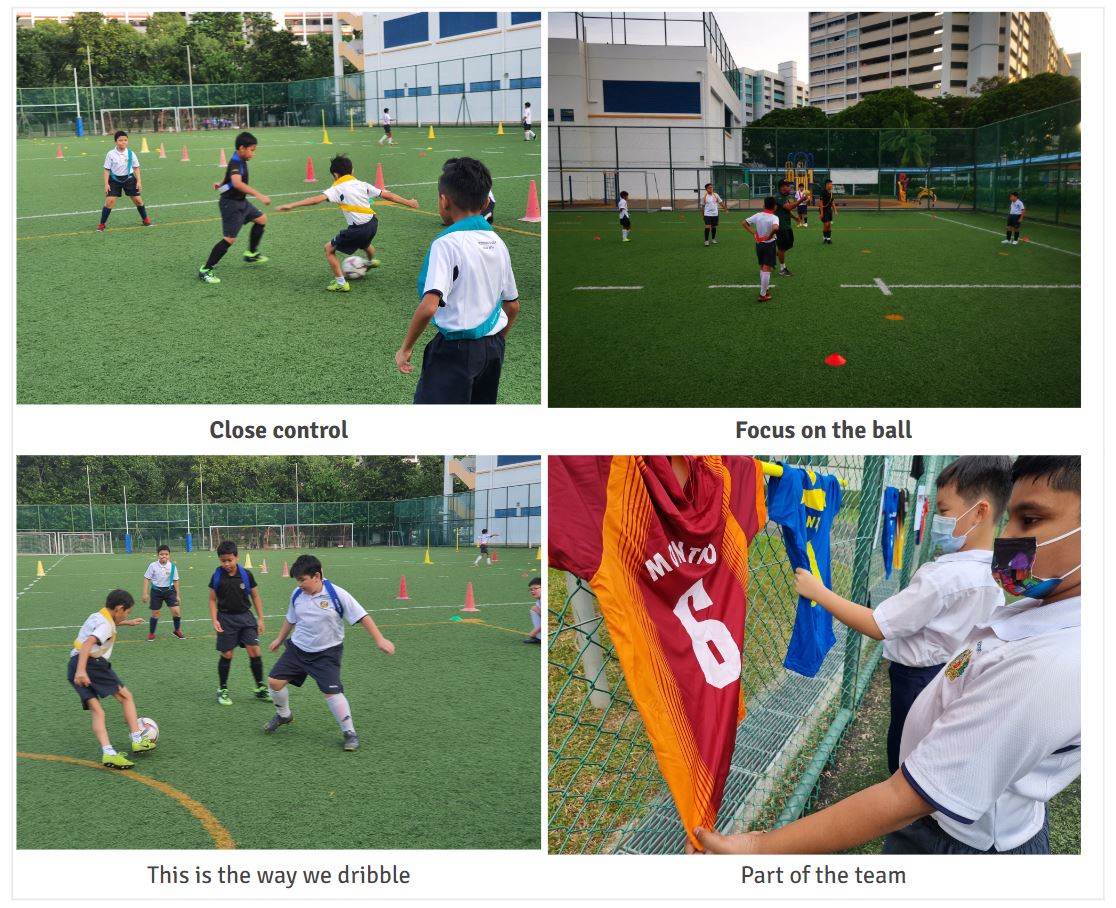 Close control
Focus on the ball
6
This is the way we dribble
Part of the team